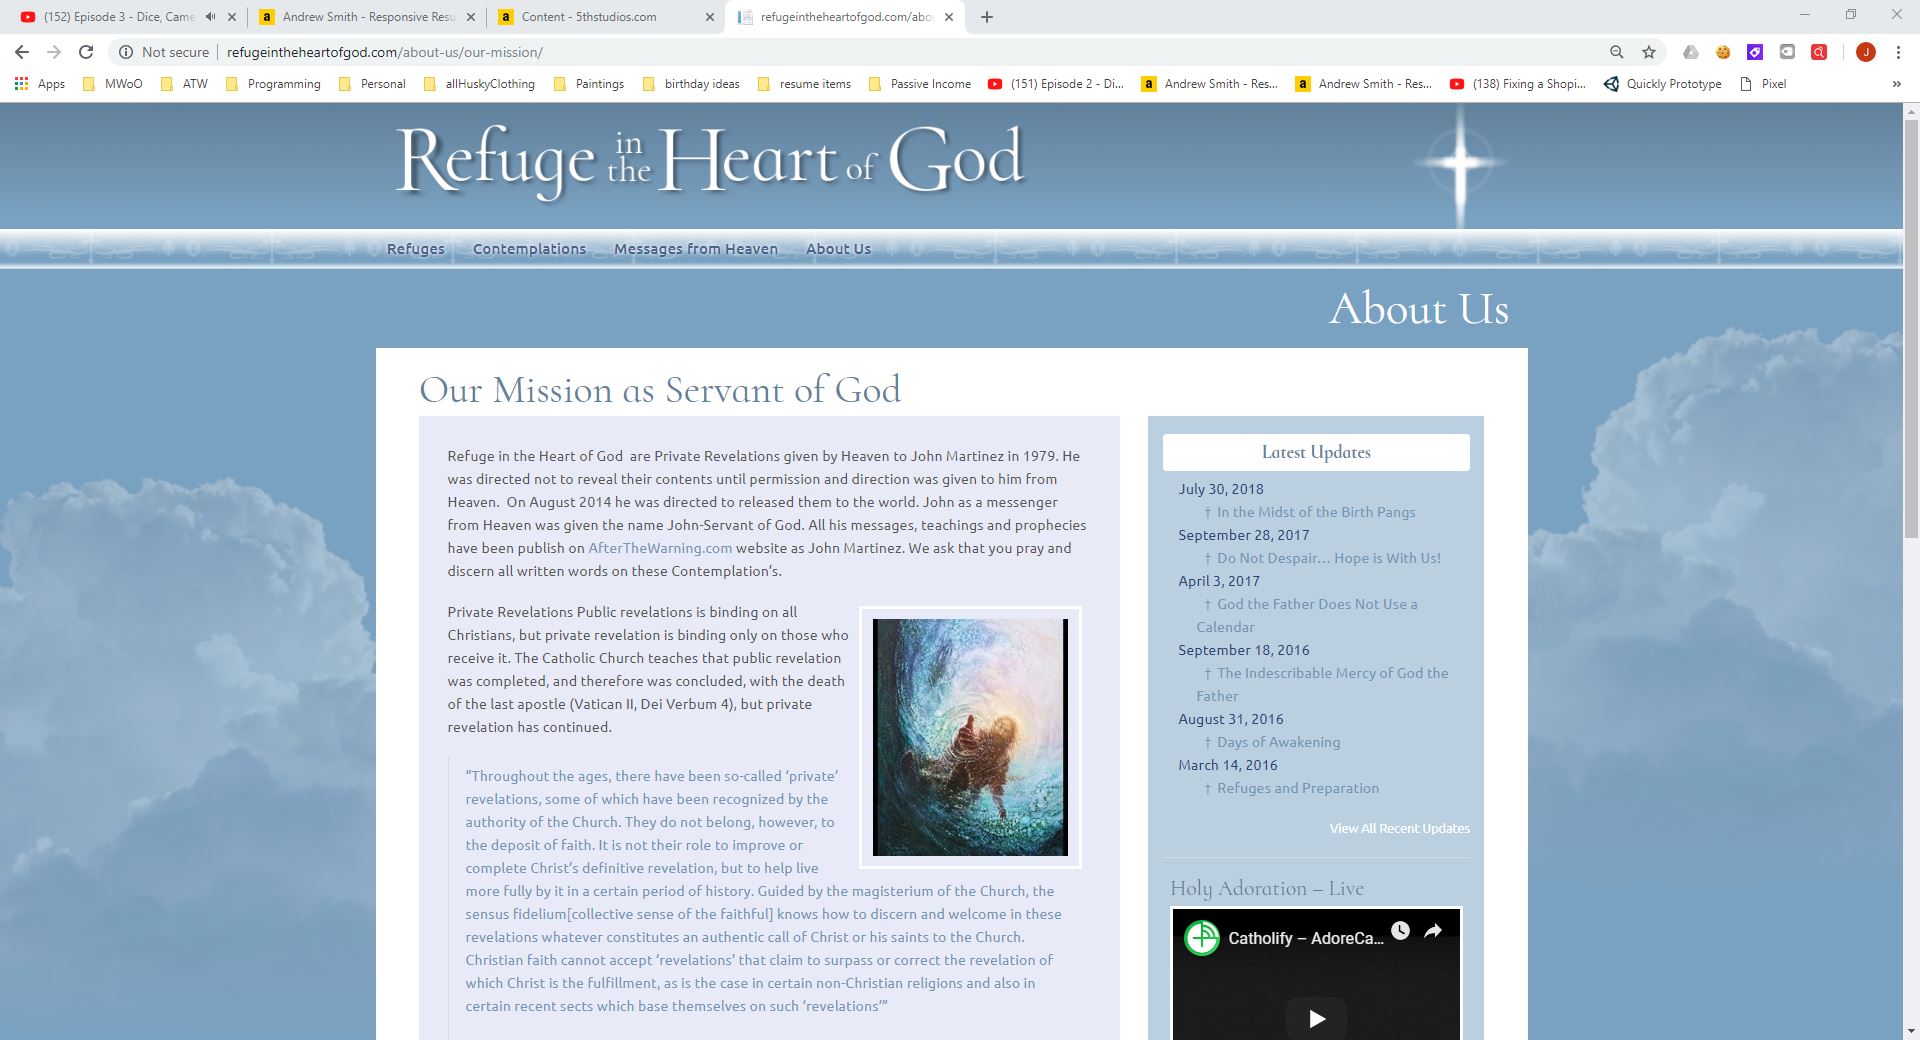 (152) Episode 3 - Dice, Came
Andrew Smith - Responsive Resu
Content - 5thstudios.com
refugeintheheartofgod.com/abou
Not secure
refugeintheheartofgod.com/about-us/our-mission/
J
Apps
MWoO
ATW
Programming
Personal
allHuskyClothing
Paintings
birthday ideas
resume items
Passive Income
(151) Episode 2 - Di...
Andrew Smith - Res...
Andrew Smith - Res...
(138) Fixing a Shopi...
Quickly Prototype
Pixel
»
Refuge in the Heart of God
Refuges
Contemplations
Messages from Heaven
About Us
About Us
Our Mission as Servant of God
Refuge in the Heart of God  are Private Revelations given by Heaven to John Martinez in 1979. He
was directed not to reveal their contents until permission and direction was given to him from
Heaven.  On August 2014 he was directed to released them to the world. John as a messenger
from Heaven was given the name John-Servant of God. All his messages, teachings and prophecies
have been publish on AfterTheWarning.com website as John Martinez. We ask that you pray and
discern all written words on these Contemplation’s.
Private Revelations Public revelations is binding on all
Christians, but private revelation is binding only on those who
receive it. The Catholic Church teaches that public revelation
was completed, and therefore was concluded, with the death
of the last apostle (Vatican II, Dei Verbum 4), but private
revelation has continued.
“Throughout the ages, there have been so-called ‘private’
revelations, some of which have been recognized by the
authority of the Church. They do not belong, however, to
the deposit of faith. It is not their role to improve or
complete Christ’s definitive revelation, but to help live
more fully by it in a certain period of history. Guided by the magisterium of the Church, the
sensus fidelium[collective sense of the faithful] knows how to discern and welcome in these
revelations whatever constitutes an authentic call of Christ or his saints to the Church.
Christian faith cannot accept ‘revelations’ that claim to surpass or correct the revelation of
which Christ is the fulfillment, as is the case in certain non-Christian religions and also in
certain recent sects which base themselves on such ‘revelations’”
Latest Updates
July 30, 2018
† In the Midst of the Birth Pangs
September 28, 2017
† Do Not Despair… Hope is With Us!
April 3, 2017
† God the Father Does Not Use a
Calendar
September 18, 2016
† The Indescribable Mercy of God the
Father
August 31, 2016
† Days of Awakening
March 14, 2016
† Refuges and Preparation
View All Recent Updates
Holy Adoration – Live
Catholify – AdoreCa...